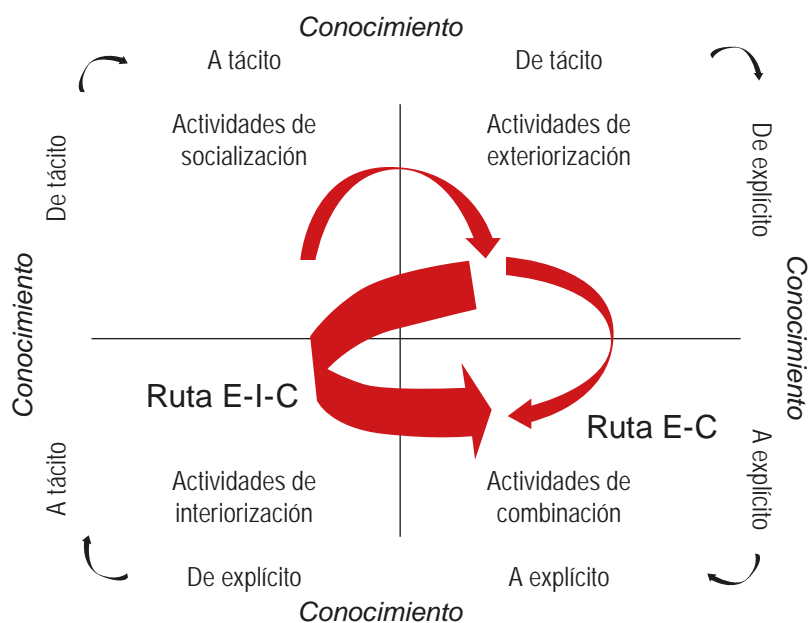 Conocimiento
A tácito
De tácito
Actividades de
socialización
Actividades de
exteriorización
De tácito
De explícito
Conocimiento
Conocimiento
Ruta E-I-C
Ruta E-C
A tácito
A explícito
Actividades de
interiorización
Actividades de
combinación
De explícito
A explícito
Conocimiento